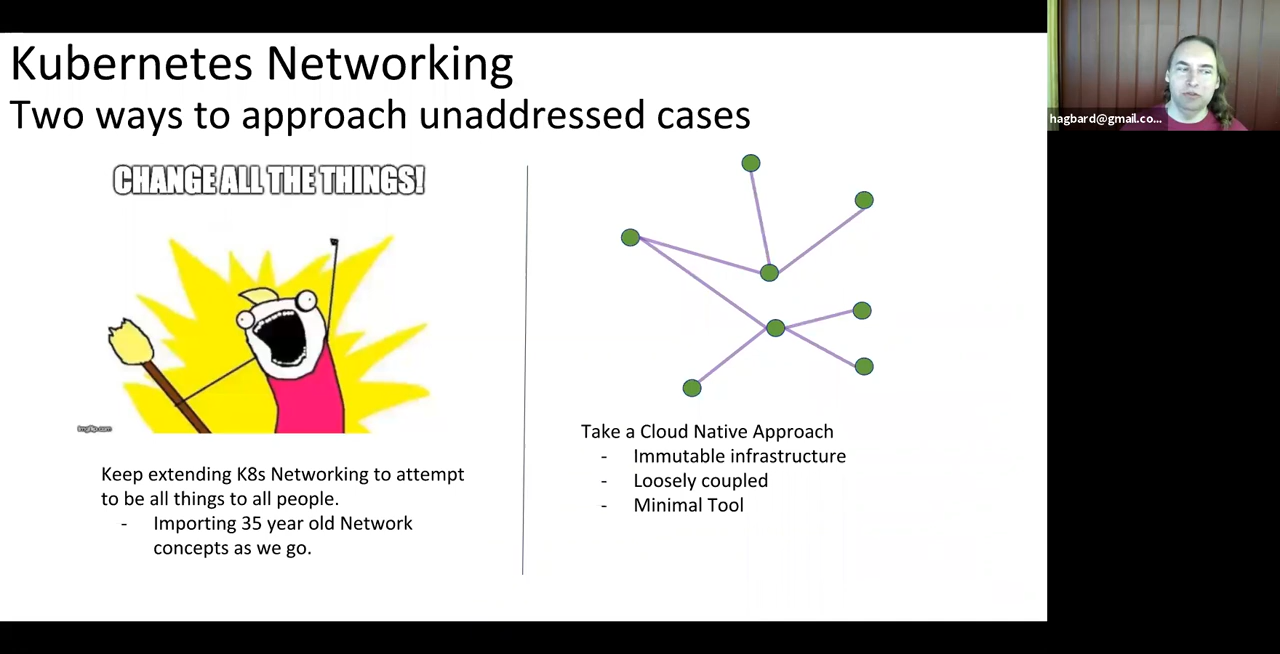 Kubernetes Networking
Two ways to approach unaddressed cases
CHANGE ALL THE THINGS!
imgflip.com
Keep extending K8s Networking to attempt
to be all things to all people.
- Importing 35 year old Network
concepts as we go.
Take a Cloud Native Approach
- Immutable infrastructure
- Loosely coupled
- Minimal Tool
hagbard@gmail.co...